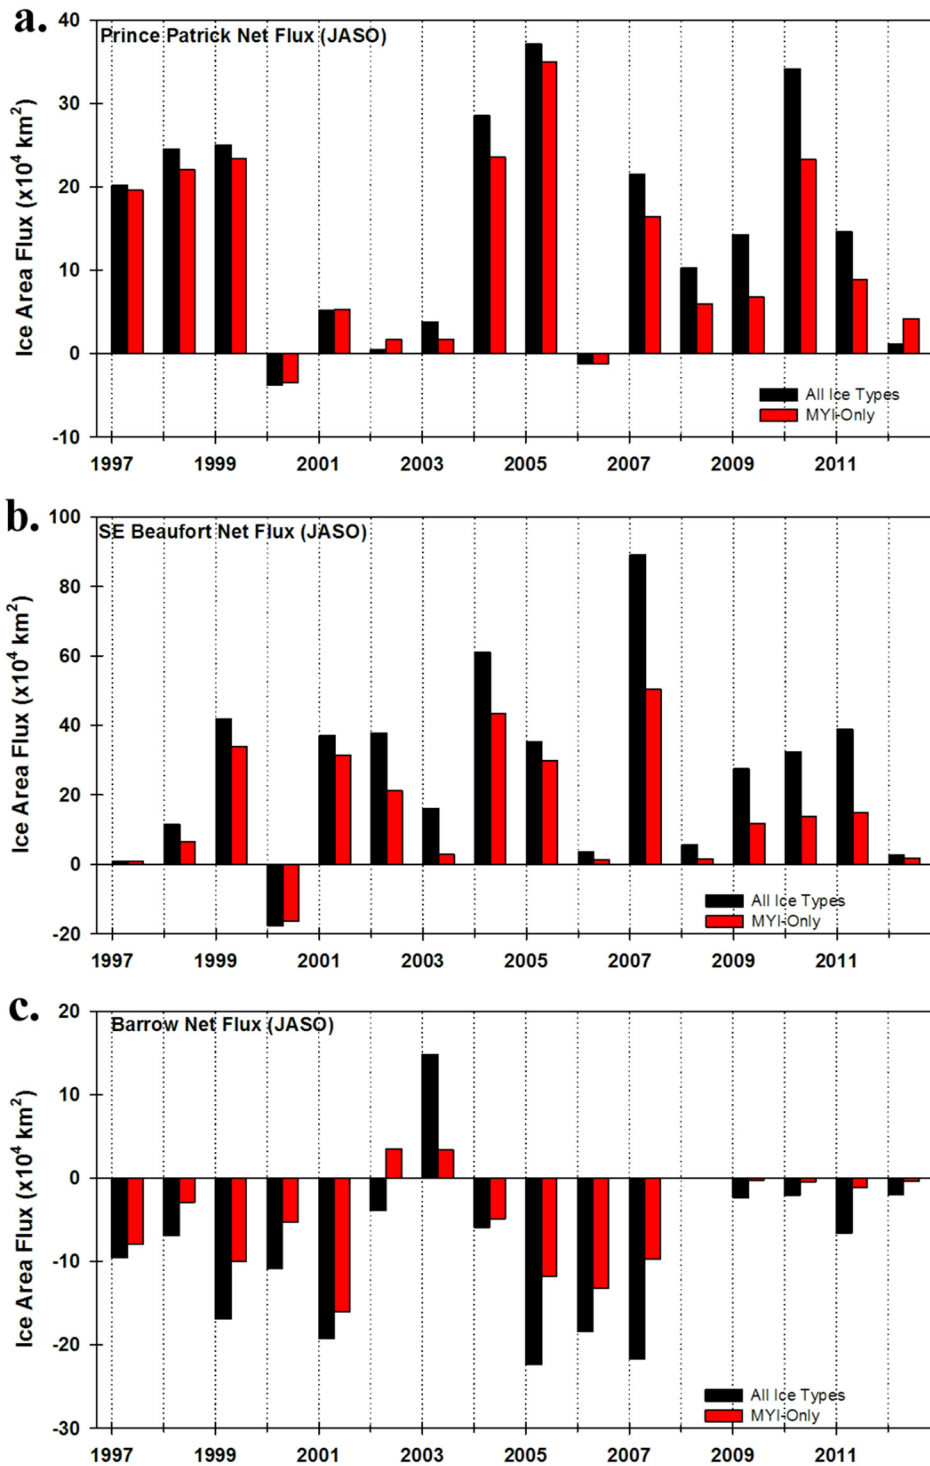 a.
Prince Patrick Net Flux (JASO)
Ice Area Flux (x10⁴ km²)
40
30
20
10
0
-10
All Ice Types
MYI-Only
1997 1999 2001 2003 2005 2007 2009 2011
b.
SE Beaufort Net Flux (JASO)
Ice Area Flux (x10⁴ km²)
100
80
60
40
20
0
-20
All Ice Types
MYI-Only
1997 1999 2001 2003 2005 2007 2009 2011
c.
Barrow Net Flux (JASO)
Ice Area Flux (x10⁴ km²)
20
10
0
-10
-20
-30
All Ice Types
MYI-Only
1997 1999 2001 2003 2005 2007 2009 2011